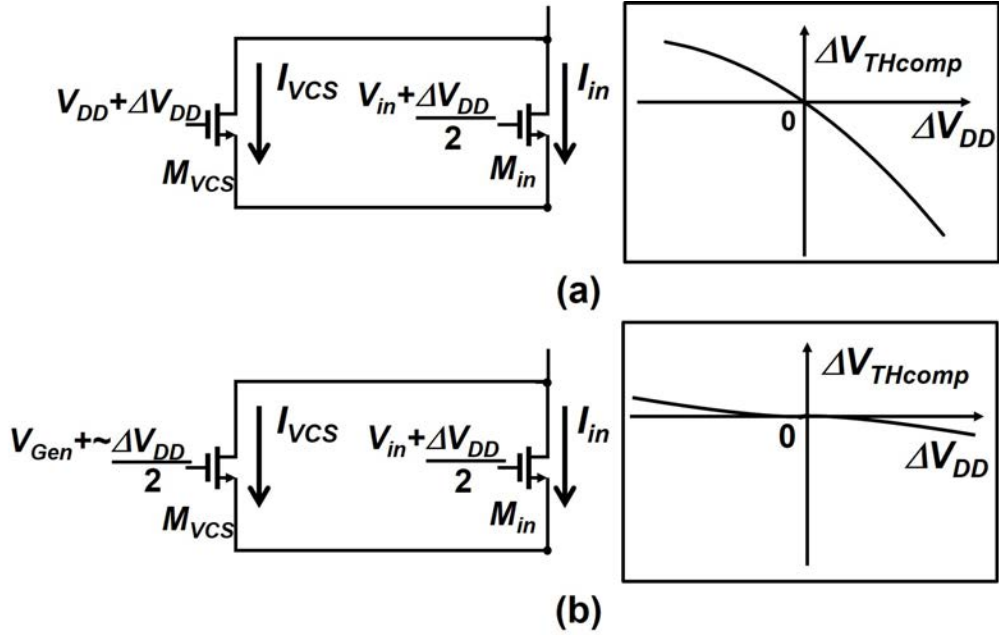 V_DD+ΔV_DD
I_VCS
V_in+ΔV_DD/2
I_in
M_VCS
M_in
ΔV_THcomp
0
ΔV_DD
(a)
V_Gen+~ΔV_DD/2
I_VCS
V_in+ΔV_DD/2
I_in
M_VCS
M_in
ΔV_THcomp
0
ΔV_DD
(b)